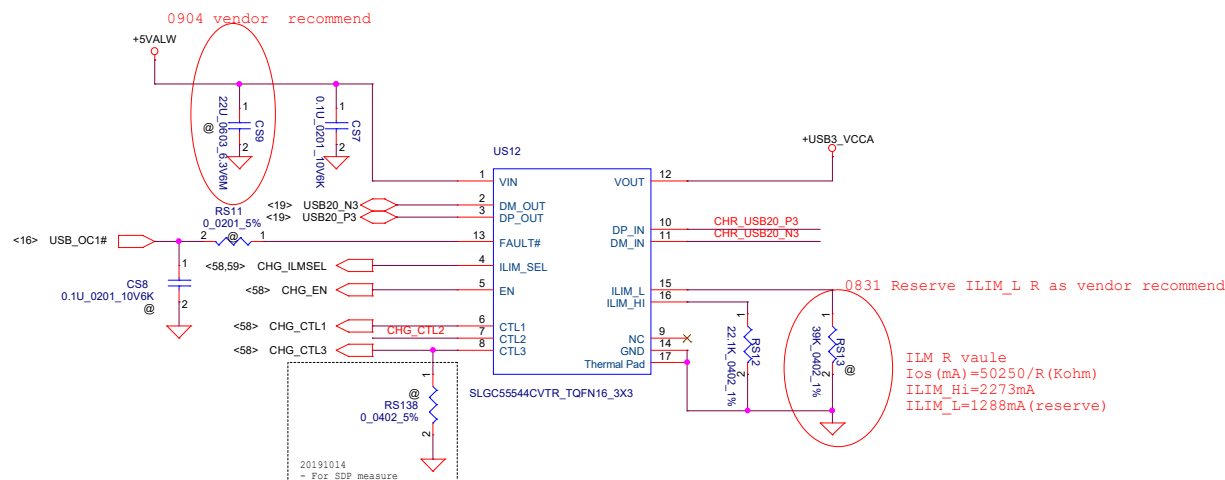 0904 vendor  recommend
+5VALW
1
CS9
22U_0603_6.3V6M
@
2
1
CS7
0.1U_0201_10V6K
2
+USB3_VCCA
US12
1
VIN
VOUT
12
<19>
USB20_N3
2
DM_OUT
<19>
USB20_P3
3
DP_OUT
DP_IN
10
CHR_USB20_P3
DM_IN
11
CHR_USB20_N3
RS11
0_0201_5%
<16>
USB_OC1#
2
@
1
13
FAULT#
<58,59>
CHG_ILMSEL
4
ILIM_SEL
1
CS8
0.1U_0201_10V6K
2
@
<58>
CHG_EN
5
EN
ILIM_L
15
ILIM_HI
16
0831 Reserve ILIM_L R as vendor recommend
<58>
CHG_CTL1
6
CTL1
CHG_CTL2
7
CTL2
<58>
CHG_CTL3
8
CTL3
NC
9
GND
14
Thermal Pad
17
1
RS12
22.1K_0402_1%
2
1
RS13
39K_0402_1%
@
2
ILM R vaule
Ios(mA)=50250/R(Kohm)
ILIM_Hi=2273mA
ILIM_L=1288mA(reserve)
SLGC55544CVTR_TQFN16_3X3
1
@
RS138
0_0402_5%
2
20191014
- For SDP measure